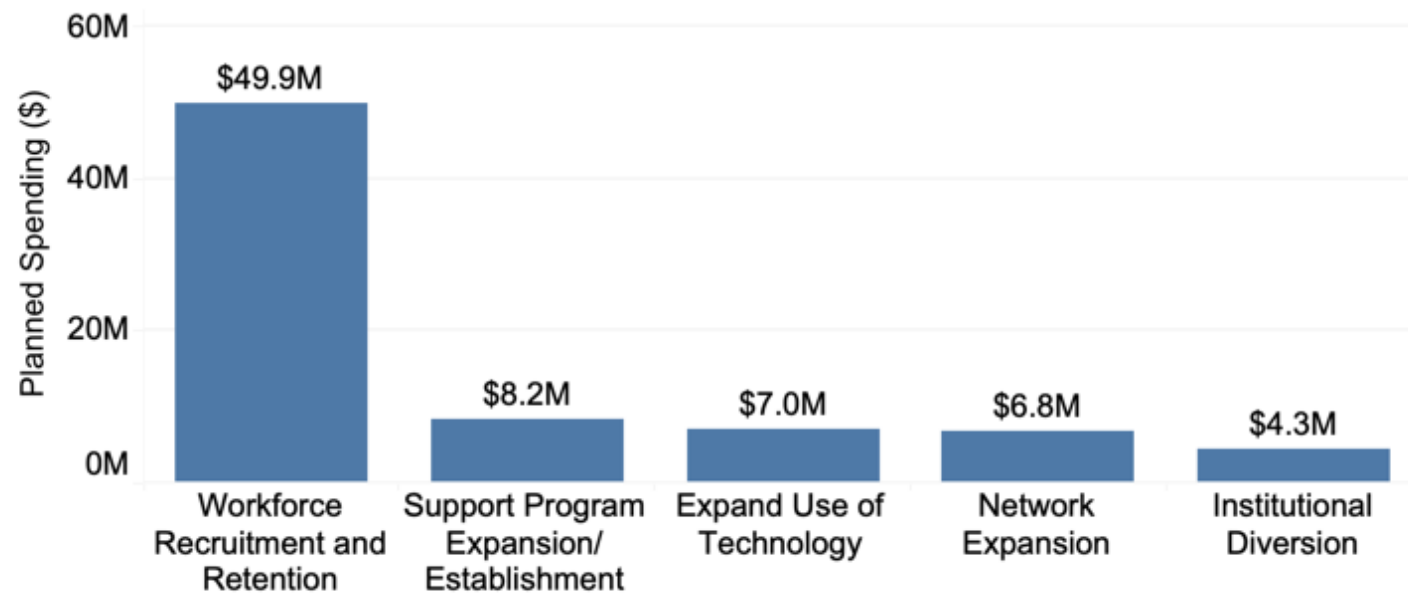 Planned Spending ($)
60M
40M
20M
0M
$49.9M
$8.2M
$7.0M
$6.8M
$4.3M
Workforce
Recruitment and
Retention
Support Program
Expansion/
Establishment
Expand Use of
Technology
Network
Expansion
Institutional
Diversion